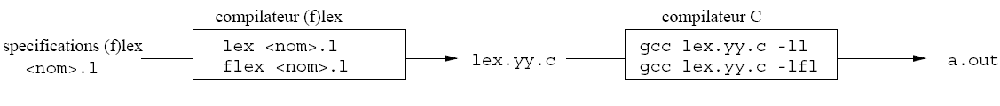 compilateur (f)lex
compilateur C
specifications (f)lex
<nom>.l
lex <nom>.l
flex <nom>.l
lex.yy.c
gcc lex.yy.c -ll
gcc lex.yy.c -lfl
a.out